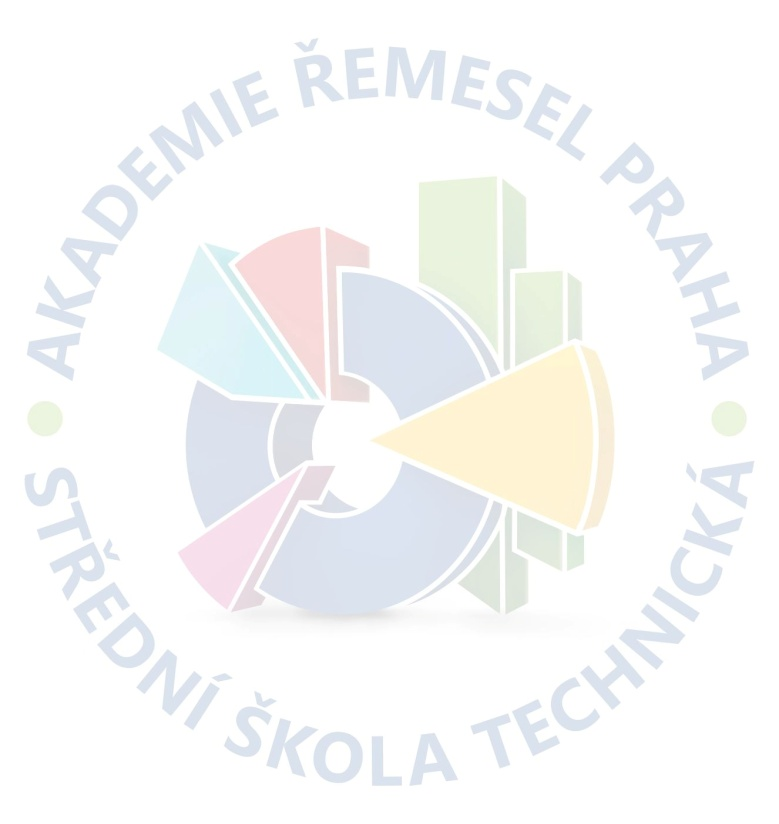 AKADEMIE ŘEMESEL PRAHA
STŘEDNÍ ŠKOLA TECHNICKÁ